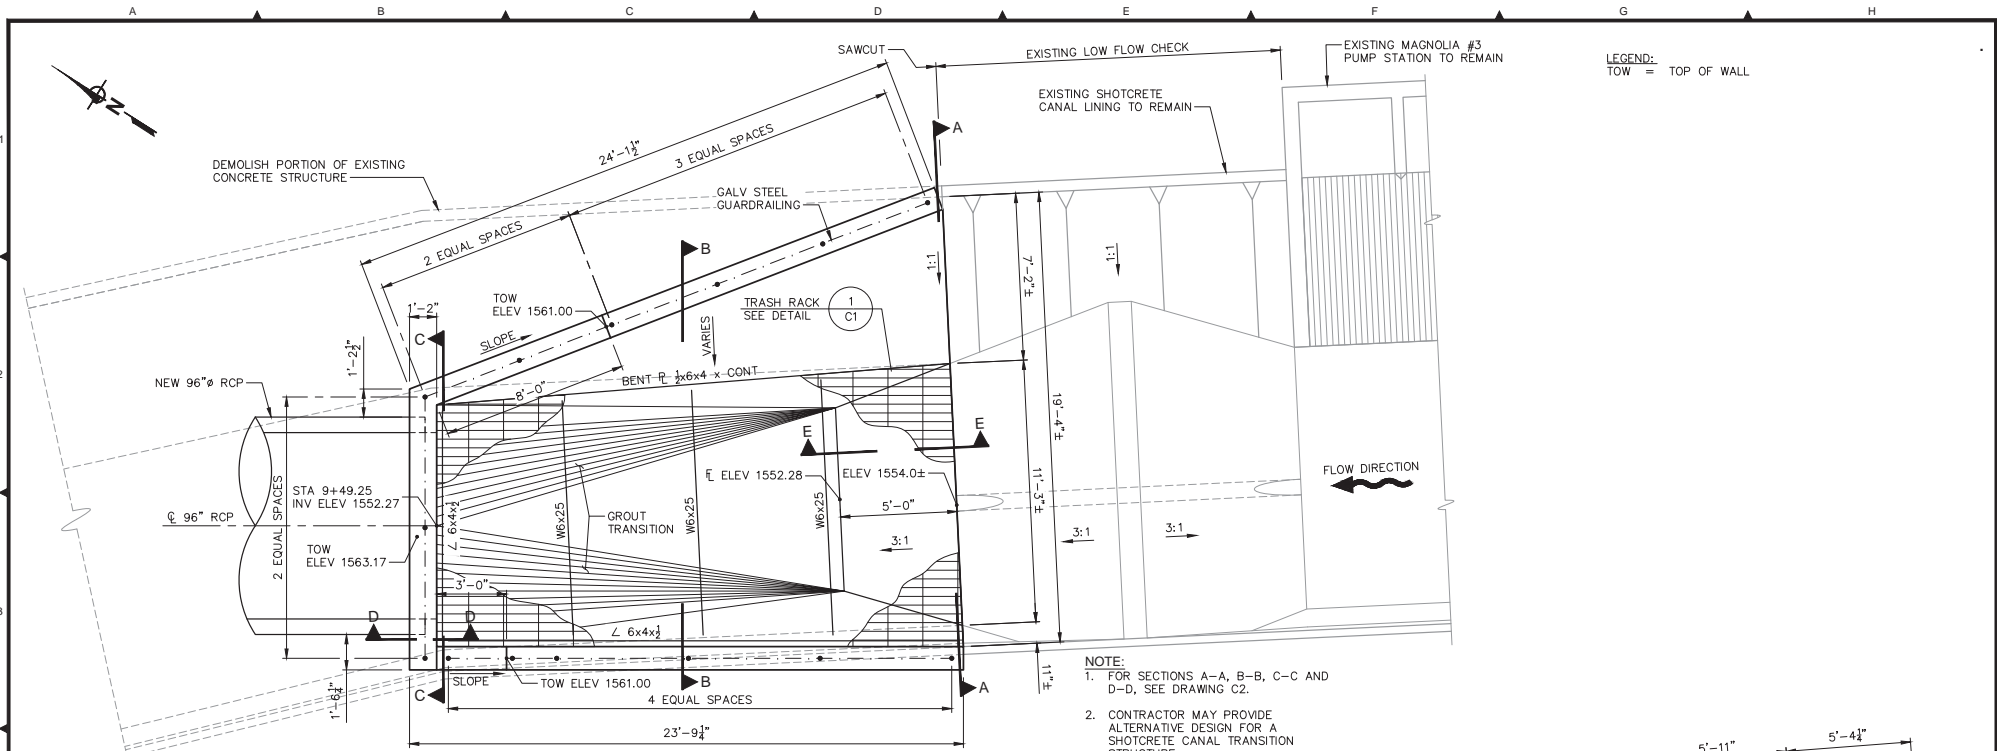 A B C D E F G H
SAWCUT
EXISTING LOW FLOW CHECK
EXISTING MAGNOLIA #3
PUMP STATION TO REMAIN
LEGEND:
TOW = TOP OF WALL
N
EXISTING SHOTCRETE
CANAL LINING TO REMAIN
A
1
24'-1½"
3 EQUAL SPACES
DEMOLISH PORTION OF EXISTING
CONCRETE STRUCTURE
GALV STEEL
GUARDRAILING
2 EQUAL SPACES
B
1:1
1:1
7'-2"±
TOW
ELEV 1561.00
TRASH RACK
SEE DETAIL
1
C1
1'-2"
C
SLOPE
VARIES
1'-2½"
2
NEW 96"ø RCP
BENT PL ½x6x4 x CONT
8'-0"
19'-4"±
E
E
FLOW DIRECTION
℄ ELEV 1552.28
ELEV 1554.0±
11'-3"±
STA 9+49.25
INV ELEV 1552.27
2 EQUAL SPACES
∠ 6x4x½
W6x25
W6x25
W6x25
5'-0"
GROUT
TRANSITION
℄ 96" RCP
3:1
3:1
3:1
TOW
ELEV 1563.17
3'-0"
3
D
D
∠ 6x4x½
NOTE:
1. FOR SECTIONS A-A, B-B, C-C AND
D-D, SEE DRAWING C2.
11"±
SLOPE
TOW ELEV 1561.00
B
A
C
1'-6¼"
4 EQUAL SPACES
2. CONTRACTOR MAY PROVIDE
ALTERNATIVE DESIGN FOR A
SHOTCRETE CANAL TRANSITION
23'-9¼"
5'-11"
5'-4¼"